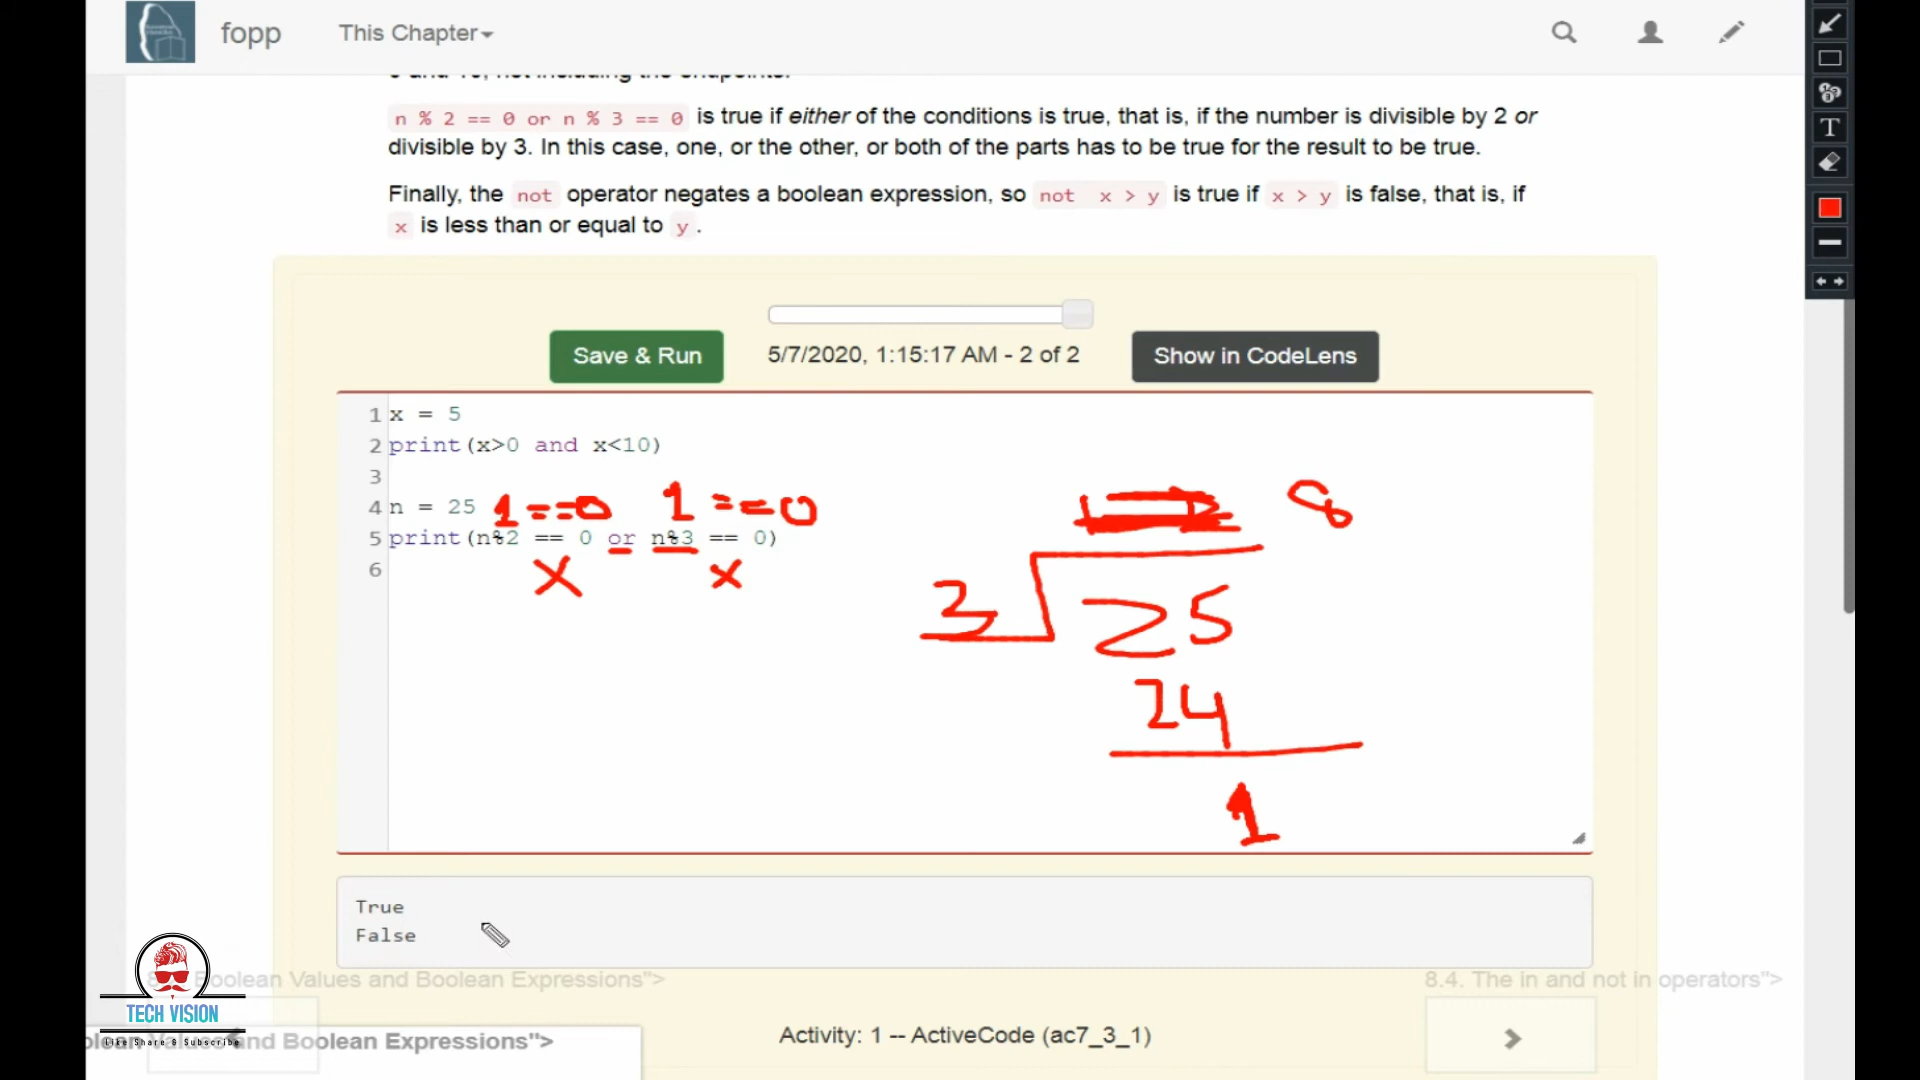 fopp
This Chapter
T
n % 2 == 0 or n % 3 == 0 is true if either of the conditions is true, that is, if the number is divisible by 2 or
divisible by 3. In this case, one, or the other, or both of the parts has to be true for the result to be true.
Finally, the not operator negates a boolean expression, so not x > y is true if x > y is false, that is, if
x is less than or equal to y .
Save & Run
5/7/2020, 1:15:17 AM - 2 of 2
Show in CodeLens
1 x = 5
2 print(x>0 and x<10)
3
4 n = 25
1==0 1==0
5 print(n%2 == 0 or n%3 == 0)
6
x x
8
3 25
24
1
True
False
Boolean Values and Boolean Expressions">
8.4. The in and not in operators">
TECH VISION
Like Share & Subscribe
and Boolean Expressions">
Activity: 1 -- ActiveCode (ac7_3_1)